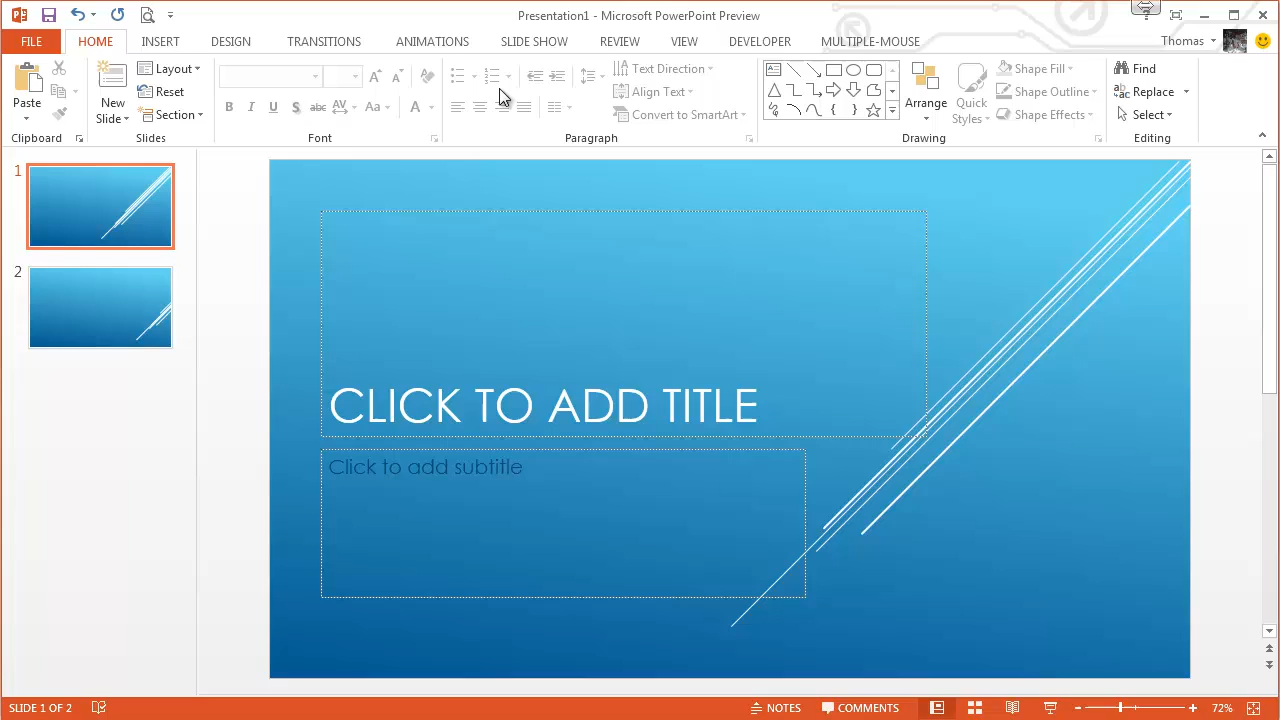 Presentation1 - Microsoft PowerPoint Preview
FILE HOME INSERT DESIGN TRANSITIONS ANIMATIONS SLIDE SHOW REVIEW VIEW DEVELOPER MULTIPLE-MOUSE Thomas
Layout Text Direction Shape Fill Find
Reset Align Text Shape Outline Replace
Paste New Slide Section B I U S abc AV Aa A Convert to SmartArt Arrange Quick Styles Shape Effects Select
Clipboard Slides Font Paragraph Drawing Editing
1
2
CLICK TO ADD TITLE
Click to add subtitle
SLIDE 1 OF 2 NOTES COMMENTS 72%